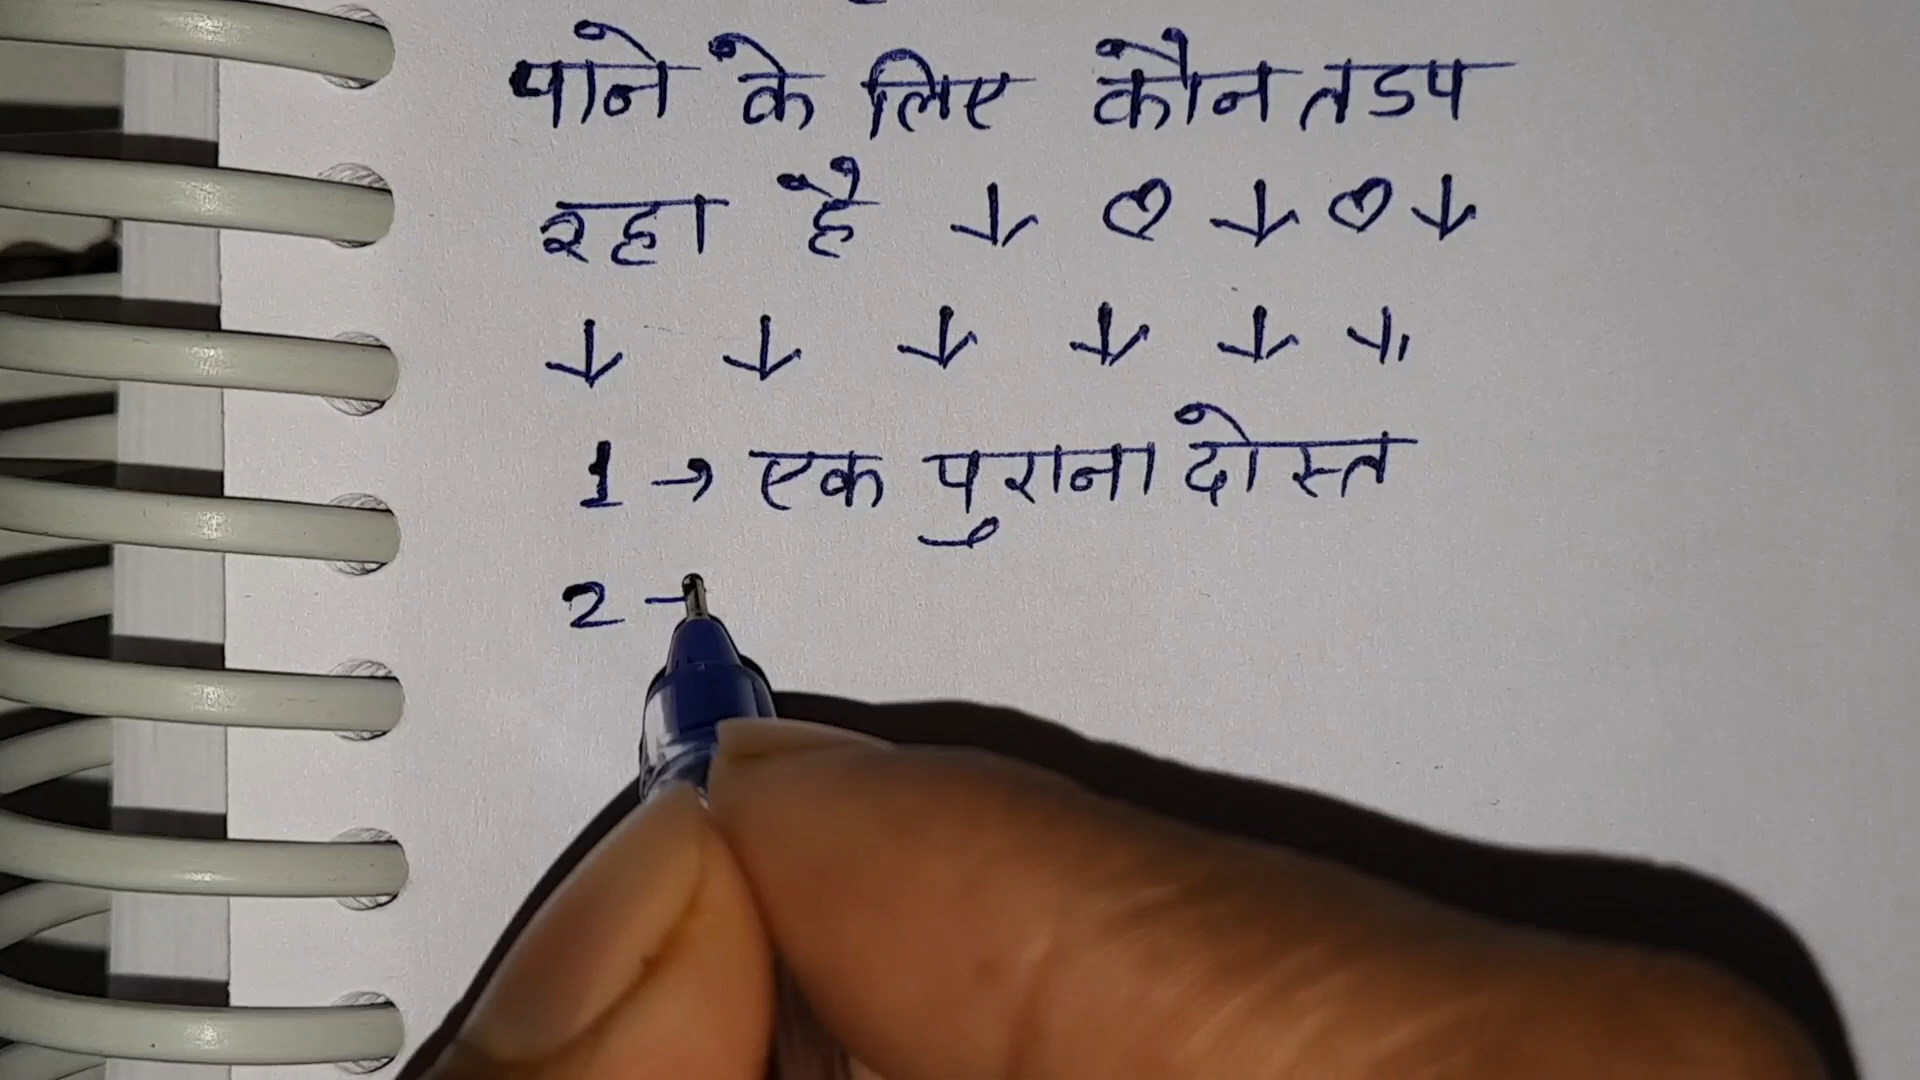 पाने के लिए कौन तडप
रहा है ↓ ♡ ↓ ♡ ↓
↓ ↓ ↓ ↓ ↓ ↓
1 → एक पुराना दोस्त
2 -